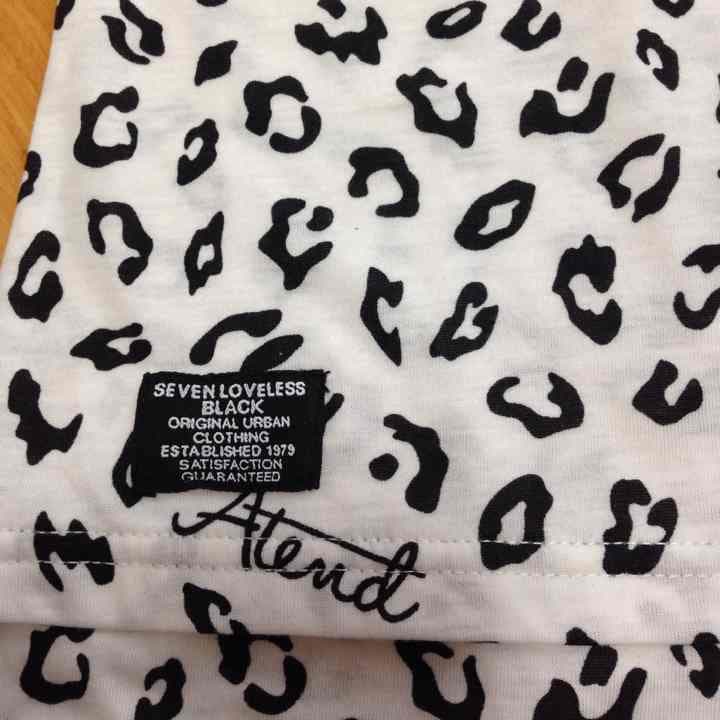 SEVEN LOVELESS
BLACK
ORIGINAL URBAN
CLOTHING
ESTABLISHED 1979
SATISFACTION
GUARANTEED
Atend